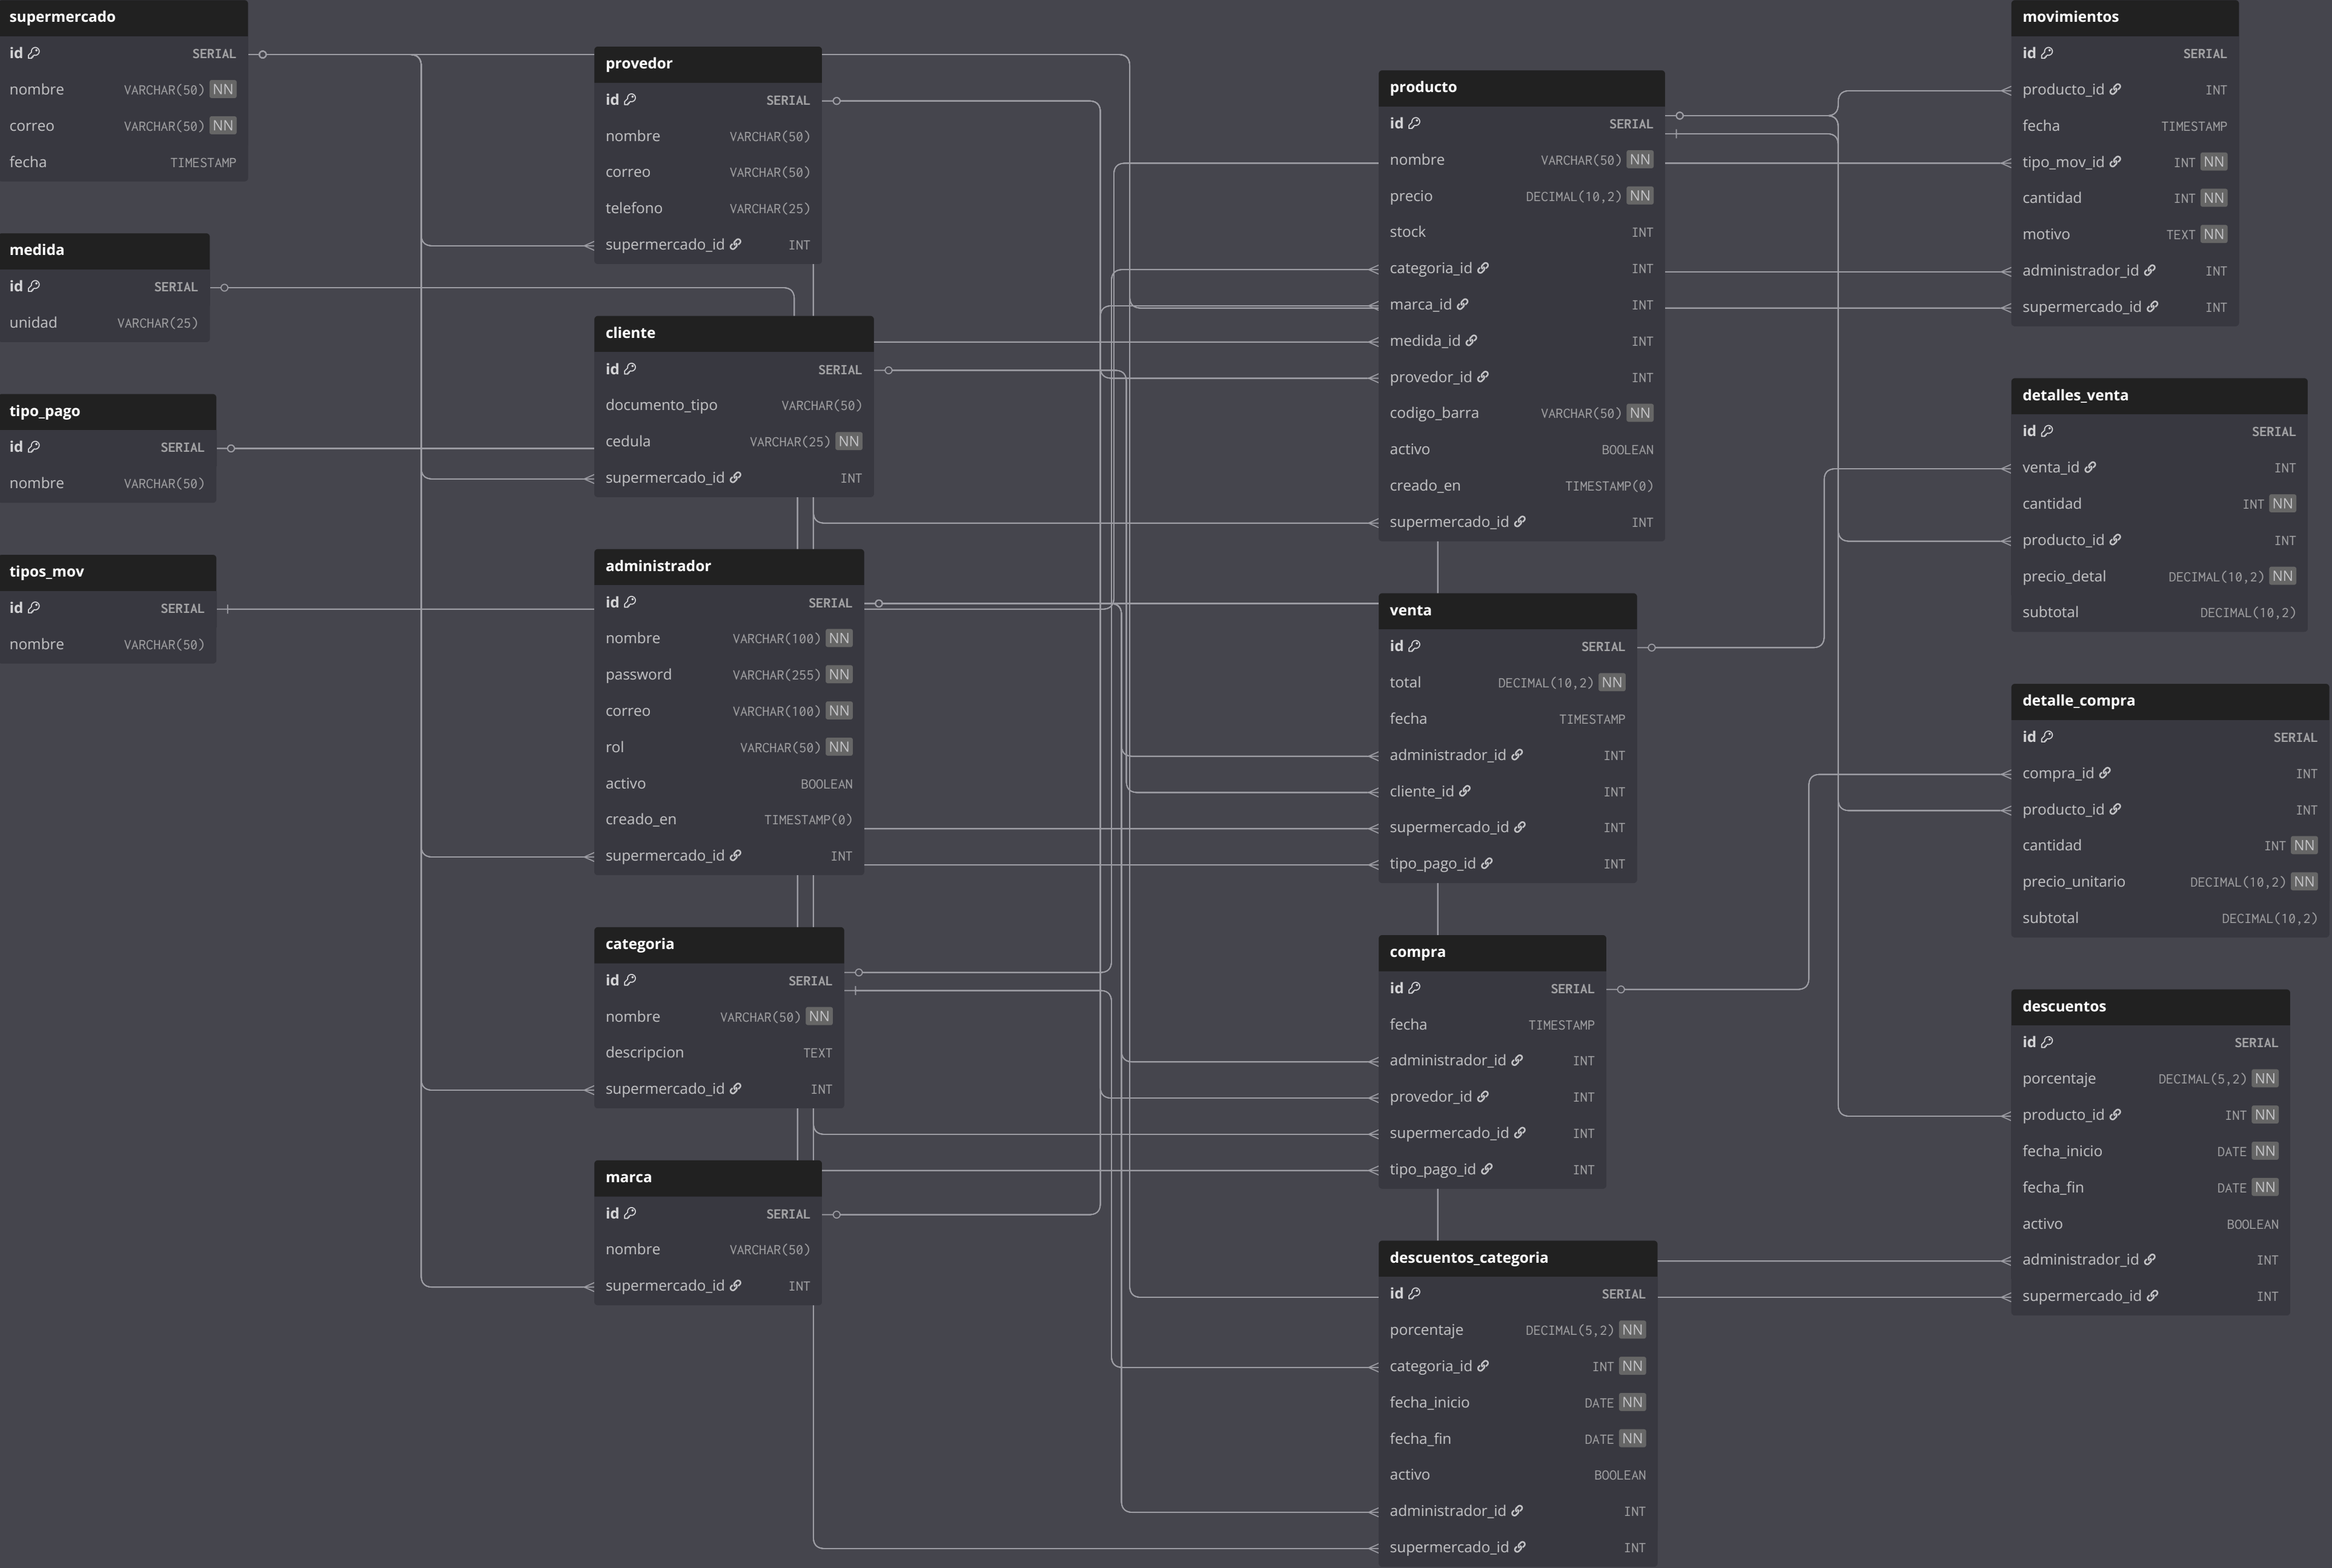 supermercado
id SERIAL
nombre VARCHAR(50) NN
correo VARCHAR(50) NN
fecha TIMESTAMP
medida
id SERIAL
unidad VARCHAR(25)
tipo_pago
id SERIAL
nombre VARCHAR(50)
tipos_mov
id SERIAL
nombre VARCHAR(50)
provedor
id SERIAL
nombre VARCHAR(50)
correo VARCHAR(50)
telefono VARCHAR(25)
supermercado_id INT
cliente
id SERIAL
documento_tipo VARCHAR(50)
cedula VARCHAR(25) NN
supermercado_id INT
administrador
id SERIAL
nombre VARCHAR(100) NN
password VARCHAR(255) NN
correo VARCHAR(100) NN
rol VARCHAR(50) NN
activo BOOLEAN
creado_en TIMESTAMP(0)
supermercado_id INT
categoria
id SERIAL
nombre VARCHAR(50) NN
descripcion TEXT
supermercado_id INT
marca
id SERIAL
nombre VARCHAR(50)
supermercado_id INT
producto
id SERIAL
nombre VARCHAR(50) NN
precio DECIMAL(10,2) NN
stock INT
categoria_id INT
marca_id INT
medida_id INT
provedor_id INT
codigo_barra VARCHAR(50) NN
activo BOOLEAN
creado_en TIMESTAMP(0)
supermercado_id INT
venta
id SERIAL
total DECIMAL(10,2) NN
fecha TIMESTAMP
administrador_id INT
cliente_id INT
supermercado_id INT
tipo_pago_id INT
compra
id SERIAL
fecha TIMESTAMP
administrador_id INT
provedor_id INT
supermercado_id INT
tipo_pago_id INT
descuentos_categoria
id SERIAL
porcentaje DECIMAL(5,2) NN
categoria_id INT NN
fecha_inicio DATE NN
fecha_fin DATE NN
activo BOOLEAN
administrador_id INT
supermercado_id INT
movimientos
id SERIAL
producto_id INT
fecha TIMESTAMP
tipo_mov_id INT NN
cantidad INT NN
motivo TEXT NN
administrador_id INT
supermercado_id INT
detalles_venta
id SERIAL
venta_id INT
cantidad INT NN
producto_id INT
precio_detal DECIMAL(10,2) NN
subtotal DECIMAL(10,2)
detalle_compra
id SERIAL
compra_id INT
producto_id INT
cantidad INT NN
precio_unitario DECIMAL(10,2) NN
subtotal DECIMAL(10,2)
descuentos
id SERIAL
porcentaje DECIMAL(5,2) NN
producto_id INT NN
fecha_inicio DATE NN
fecha_fin DATE NN
activo BOOLEAN
administrador_id INT
supermercado_id INT